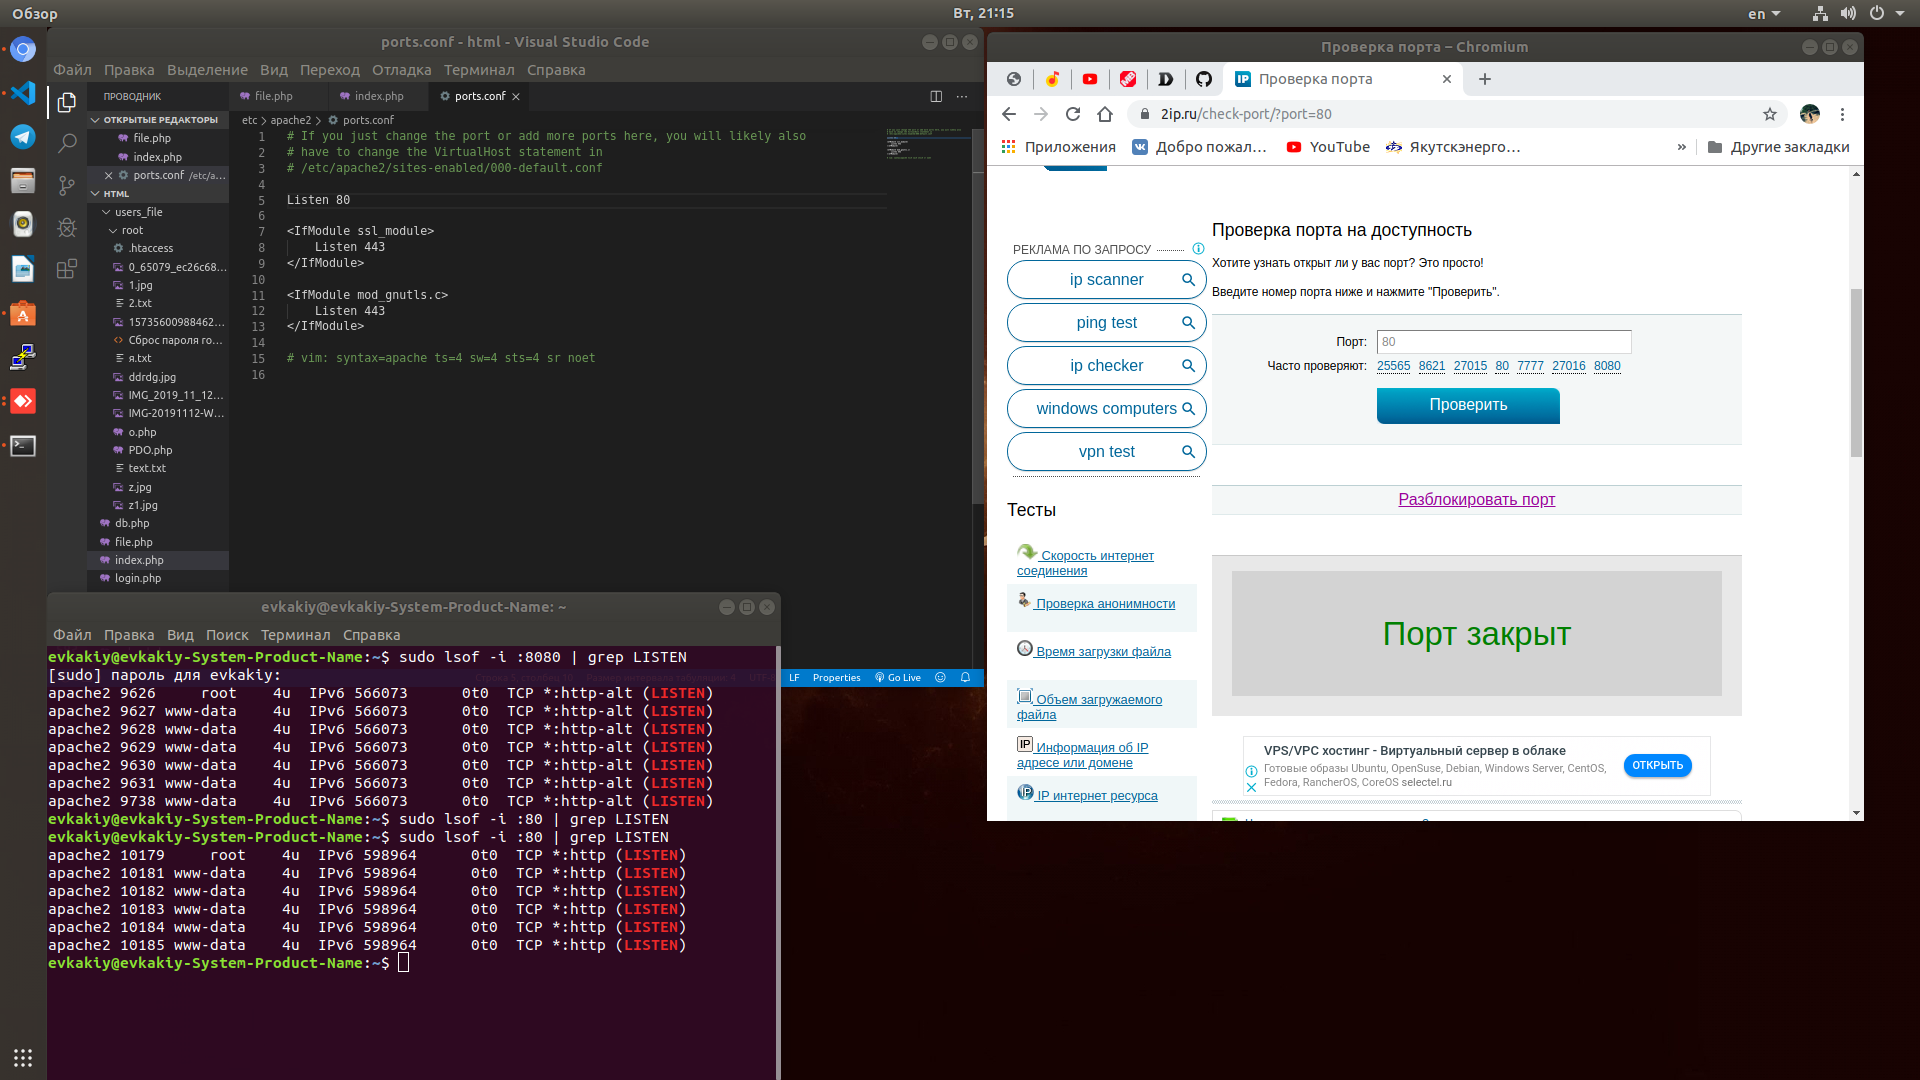 Обзор
Вт, 21:15
en
ports.conf - html - Visual Studio Code
Файл Правка Выделение Вид Переход Отладка Терминал Справка
ПРОВОДНИК
ОТКРЫТЫЕ РЕДАКТОРЫ
file.php
index.php
ports.conf /etc/a...
HTML
users_file
root
.htaccess
0_65079_ec26c68...
1.jpg
2.txt
15735600988462...
Сброс пароля го...
я.txt
ddrdg.jpg
IMG_2019_11_12...
IMG-20191112-W...
o.php
PDO.php
text.txt
z.jpg
z1.jpg
db.php
file.php
index.php
login.php
file.php index.php ports.conf
etc > apache2 > ports.conf
1 # If you just change the port or add more ports here, you will likely also
2 # have to change the VirtualHost statement in
3 # /etc/apache2/sites-enabled/000-default.conf
4
5 Listen 80
6
7 <IfModule ssl_module>
8 Listen 443
9 </IfModule>
10
11 <IfModule mod_gnutls.c>
12 Listen 443
13 </IfModule>
14
15 # vim: syntax=apache ts=4 sw=4 sts=4 sr noet
16
LF Properties Go Live
evkakiy@evkakiy-System-Product-Name: ~
Файл Правка Вид Поиск Терминал Справка
evkakiy@evkakiy-System-Product-Name:~$ sudo lsof -i :8080 | grep LISTEN
[sudo] пароль для evkakiy:
apache2 9626 root 4u IPv6 566073 0t0 TCP *:http-alt (LISTEN)
apache2 9627 www-data 4u IPv6 566073 0t0 TCP *:http-alt (LISTEN)
apache2 9628 www-data 4u IPv6 566073 0t0 TCP *:http-alt (LISTEN)
apache2 9629 www-data 4u IPv6 566073 0t0 TCP *:http-alt (LISTEN)
apache2 9630 www-data 4u IPv6 566073 0t0 TCP *:http-alt (LISTEN)
apache2 9631 www-data 4u IPv6 566073 0t0 TCP *:http-alt (LISTEN)
apache2 9738 www-data 4u IPv6 566073 0t0 TCP *:http-alt (LISTEN)
evkakiy@evkakiy-System-Product-Name:~$ sudo lsof -i :80 | grep LISTEN
evkakiy@evkakiy-System-Product-Name:~$ sudo lsof -i :80 | grep LISTEN
apache2 10179 root 4u IPv6 598964 0t0 TCP *:http (LISTEN)
apache2 10181 www-data 4u IPv6 598964 0t0 TCP *:http (LISTEN)
apache2 10182 www-data 4u IPv6 598964 0t0 TCP *:http (LISTEN)
apache2 10183 www-data 4u IPv6 598964 0t0 TCP *:http (LISTEN)
apache2 10184 www-data 4u IPv6 598964 0t0 TCP *:http (LISTEN)
apache2 10185 www-data 4u IPv6 598964 0t0 TCP *:http (LISTEN)
evkakiy@evkakiy-System-Product-Name:~$
Проверка порта – Chromium
IP Проверка порта
2ip.ru/check-port/?port=80
Приложения Добро пожал... YouTube Якутскэнерго... » Другие закладки
РЕКЛАМА ПО ЗАПРОСУ
ip scanner
ping test
ip checker
windows computers
vpn test
Тесты
Скорость интернет
соединения
Проверка анонимности
Время загрузки файла
Объем загружаемого
файла
Информация об IP
адресе или домене
IP интернет ресурса
Проверка порта на доступность
Хотите узнать открыт ли у вас порт? Это просто!
Введите номер порта ниже и нажмите "Проверить".
Порт: 80
Часто проверяют: 25565 8621 27015 80 7777 27016 8080
Проверить
Разблокировать порт
Порт закрыт
VPS/VPC хостинг - Виртуальный сервер в облаке
Готовые образы Ubuntu, OpenSuse, Debian, Windows Server, CentOS,
Fedora, RancherOS, CoreOS selectel.ru
ОТКРЫТЬ